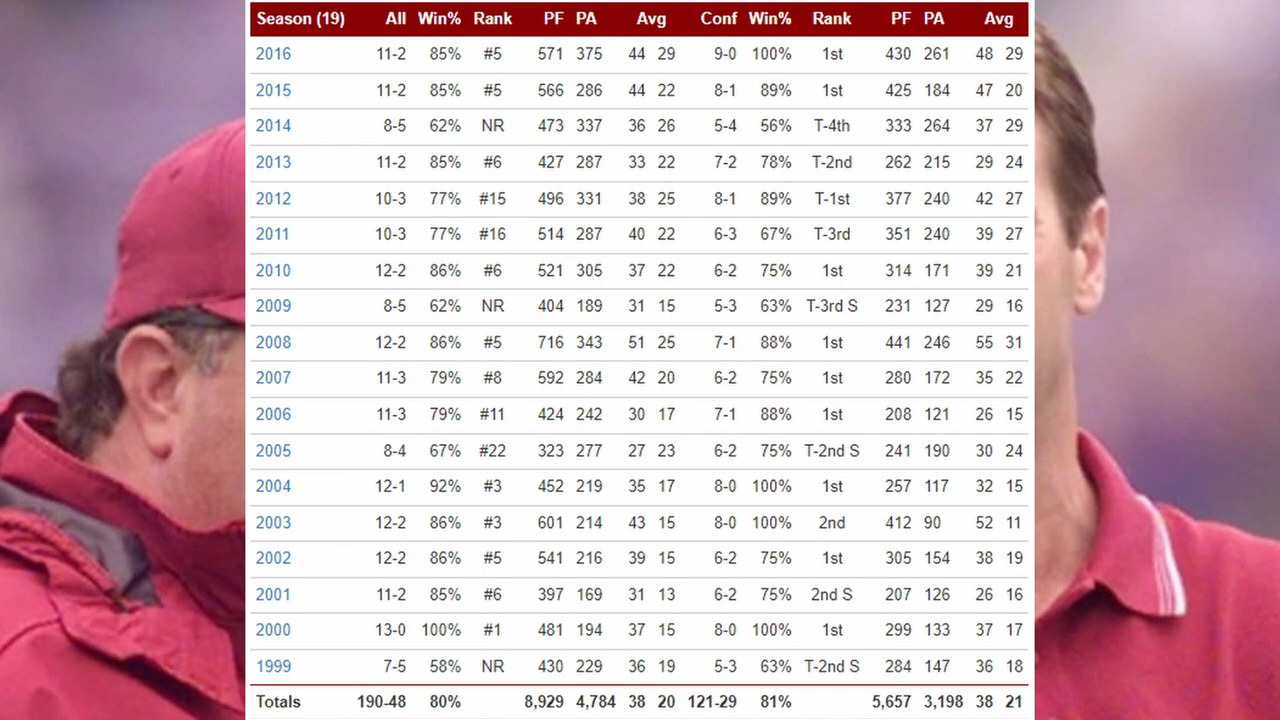 Season (19) All Win% Rank PF PA Avg Conf Win% Rank PF PA Avg
2016 11-2 85% #5 571 375 44 29 9-0 100% 1st 430 261 48 29
2015 11-2 85% #5 566 286 44 22 8-1 89% 1st 425 184 47 20
2014 8-5 62% NR 473 337 36 26 5-4 56% T-4th 333 264 37 29
2013 11-2 85% #6 427 287 33 22 7-2 78% T-2nd 262 215 29 24
2012 10-3 77% #15 496 331 38 25 8-1 89% T-1st 377 240 42 27
2011 10-3 77% #16 514 287 40 22 6-3 67% T-3rd 351 240 39 27
2010 12-2 86% #6 521 305 37 22 6-2 75% 1st 314 171 39 21
2009 8-5 62% NR 404 189 31 15 5-3 63% T-3rd S 231 127 29 16
2008 12-2 86% #5 716 343 51 25 7-1 88% 1st 441 246 55 31
2007 11-3 79% #8 592 284 42 20 6-2 75% 1st 280 172 35 22
2006 11-3 79% #11 424 242 30 17 7-1 88% 1st 208 121 26 15
2005 8-4 67% #22 323 277 27 23 6-2 75% T-2nd S 241 190 30 24
2004 12-1 92% #3 452 219 35 17 8-0 100% 1st 257 117 32 15
2003 12-2 86% #3 601 214 43 15 8-0 100% 2nd 412 90 52 11
2002 12-2 86% #5 541 216 39 15 6-2 75% 1st 305 154 38 19
2001 11-2 85% #6 397 169 31 13 6-2 75% 2nd S 207 126 26 16
2000 13-0 100% #1 481 194 37 15 8-0 100% 1st 299 133 37 17
1999 7-5 58% NR 430 229 36 19 5-3 63% T-2nd S 284 147 36 18
Totals 190-48 80% 8,929 4,784 38 20 121-29 81% 5,657 3,198 38 21